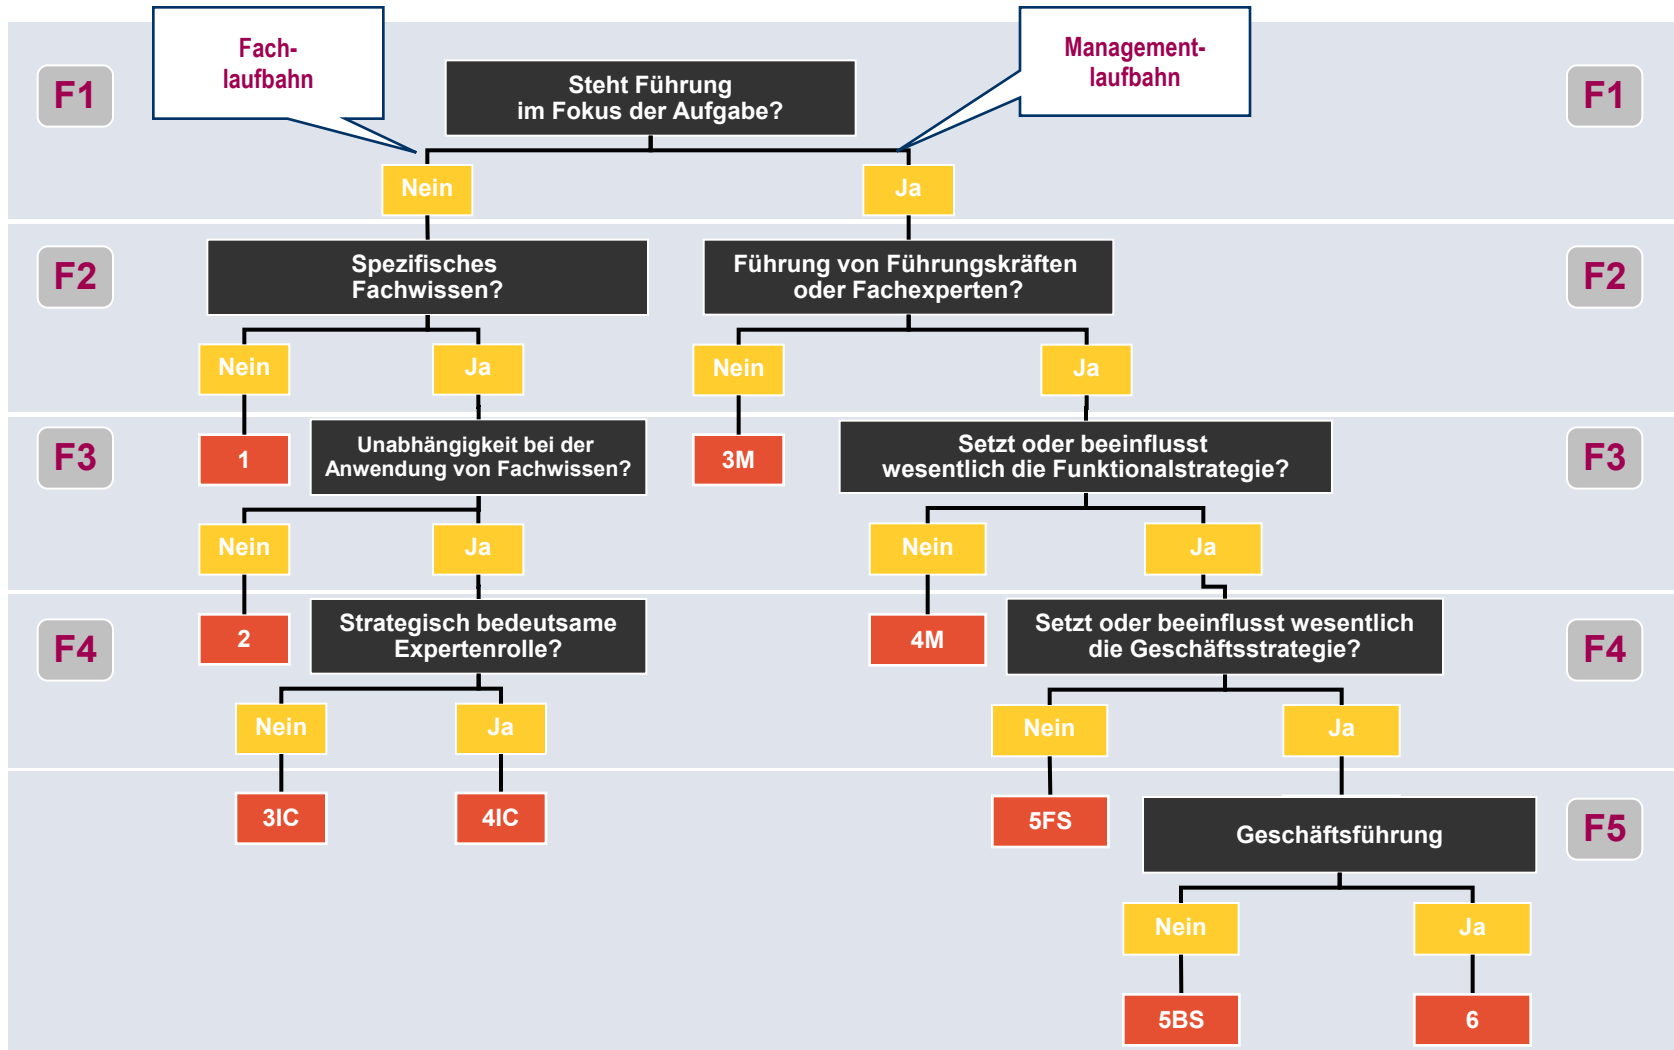 Fach-
laufbahn
Management-
laufbahn
F1
Steht Führung
im Fokus der Aufgabe?
F1
Nein
Ja
F2
Spezifisches
Fachwissen?
Führung von Führungskräften
oder Fachexperten?
F2
Nein
Ja
Nein
Ja
F3
1
Unabhängigkeit bei der
Anwendung von Fachwissen?
3M
Setzt oder beeinflusst
wesentlich die Funktionalstrategie?
F3
Nein
Ja
Nein
Ja
F4
2
Strategisch bedeutsame
Expertenrolle?
4M
Setzt oder beeinflusst wesentlich
die Geschäftsstrategie?
F4
Nein
Ja
Nein
Ja
3IC
4IC
5FS
Geschäftsführung
F5
Nein
Ja
5BS
6